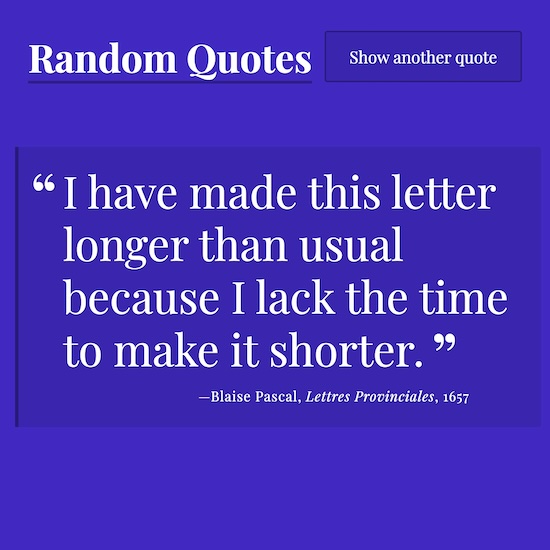 Random Quotes
Show another quote
“I have made this letter
longer than usual
because I lack the time
to make it shorter.”
—Blaise Pascal, Lettres Provinciales, 1657